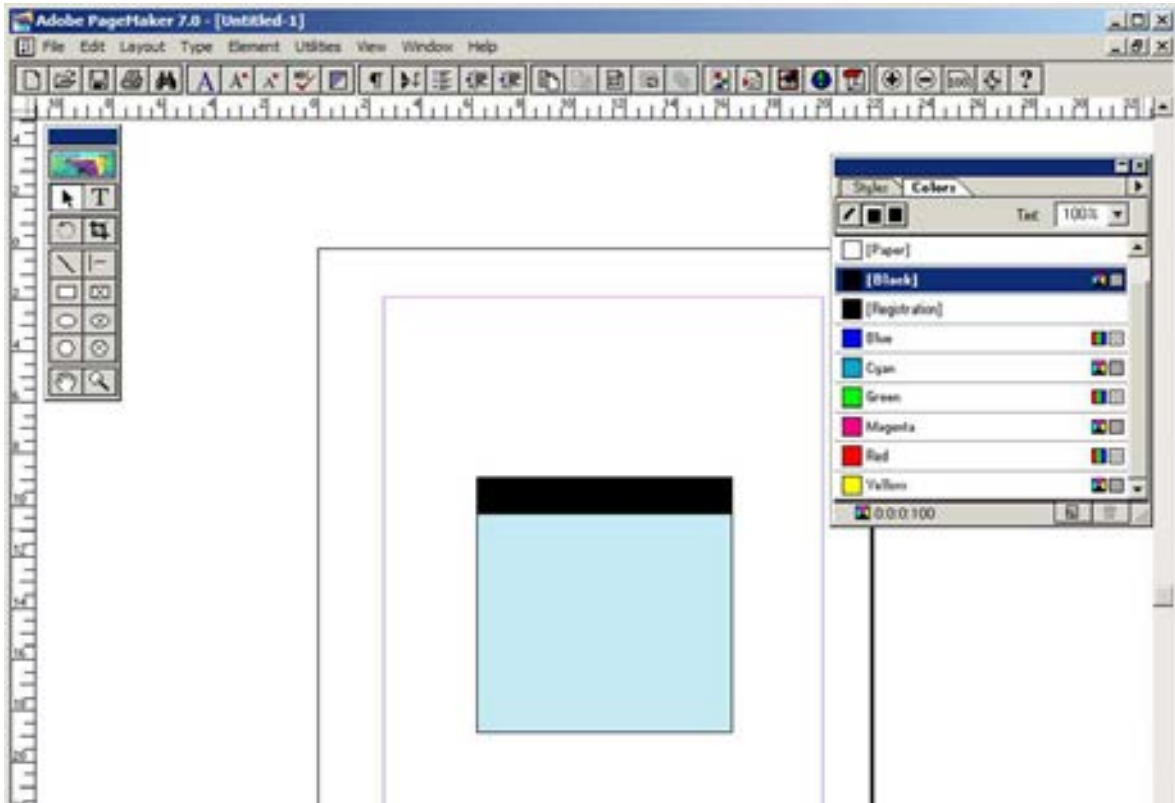 Adobe PageMaker 7.0 - [Untitled-1]
File Edit Layout Type Element Utilities View Window Help
Styles Colors
T
Tint: 100%
[Paper]
[Black]
[Registration]
Blue
Cyan
Green
Magenta
Red
Yellow
0:0:0:100